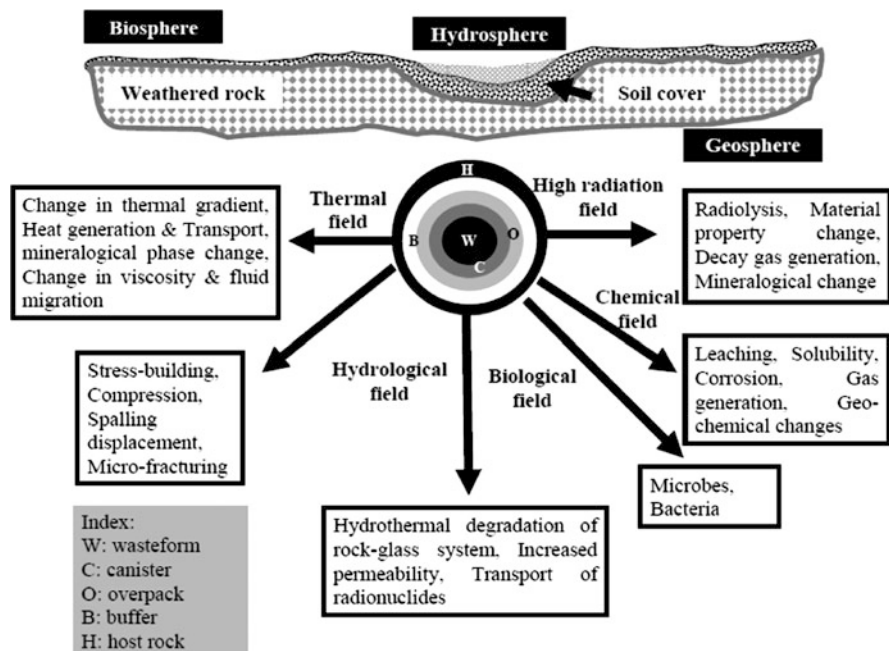 Biosphere
Hydrosphere
Weathered rock
Soil cover
Geosphere
H
B
W
O
C
Thermal
field
High radiation
field
Chemical
field
Hydrological
field
Biological
field
Change in thermal gradient,
Heat generation & Transport,
mineralogical phase change,
Change in viscosity & fluid
migration
Radiolysis, Material
property change,
Decay gas generation,
Mineralogical change
Stress-building,
Compression,
Spalling
displacement,
Micro-fracturing
Leaching, Solubility,
Corrosion, Gas
generation, Geo-
chemical changes
Microbes,
Bacteria
Hydrothermal degradation of
rock-glass system, Increased
permeability, Transport of
radionuclides
Index:
W: wasteform
C: canister
O: overpack
B: buffer
H: host rock